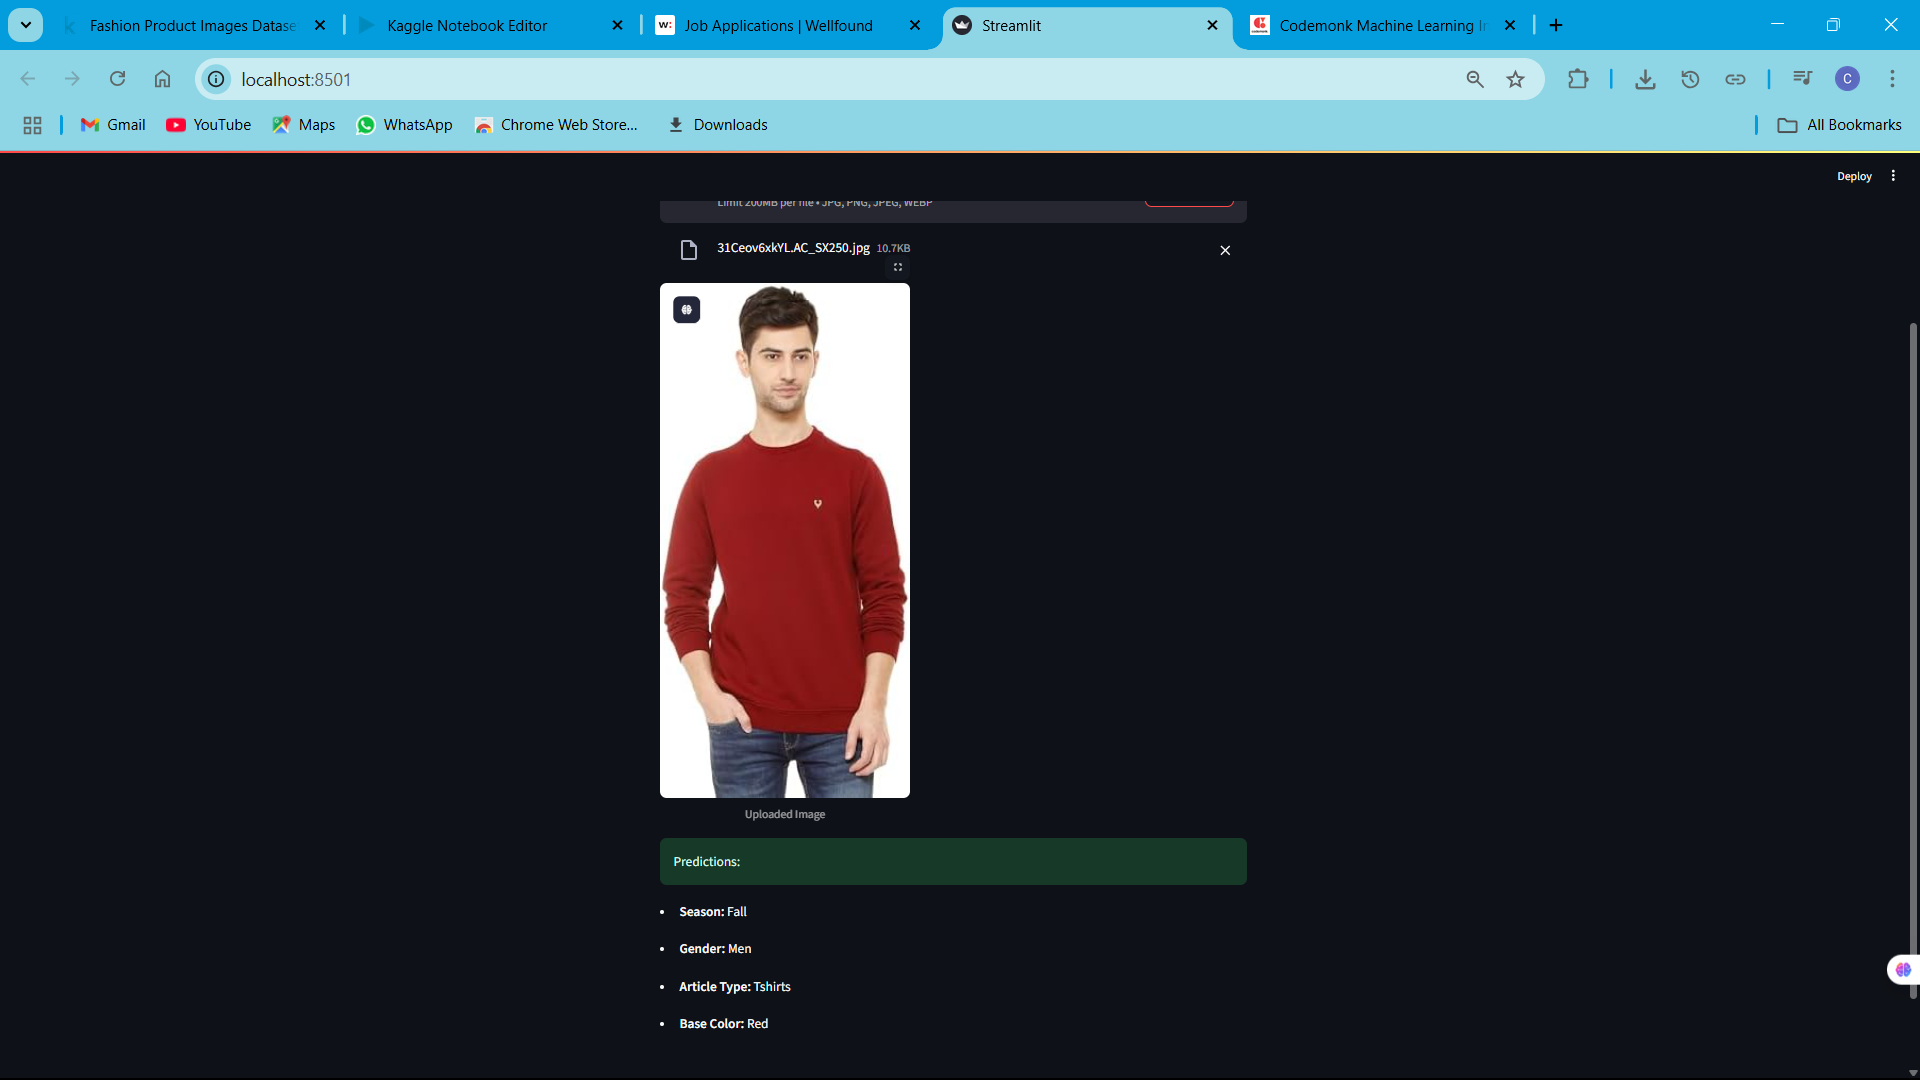 Fashion Product Images Datase
Kaggle Notebook Editor
w: Job Applications | Wellfound
Streamlit
Codemonk Machine Learning In
localhost:8501
C
Gmail
YouTube
Maps
WhatsApp
Chrome Web Store...
Downloads
All Bookmarks
Deploy
Limit 200MB per file • JPG, PNG, JPEG, WEBP
31Ceov6xkYL.AC_SX250.jpg 10.7KB
Uploaded Image
Predictions:
• Season: Fall
• Gender: Men
• Article Type: Tshirts
• Base Color: Red